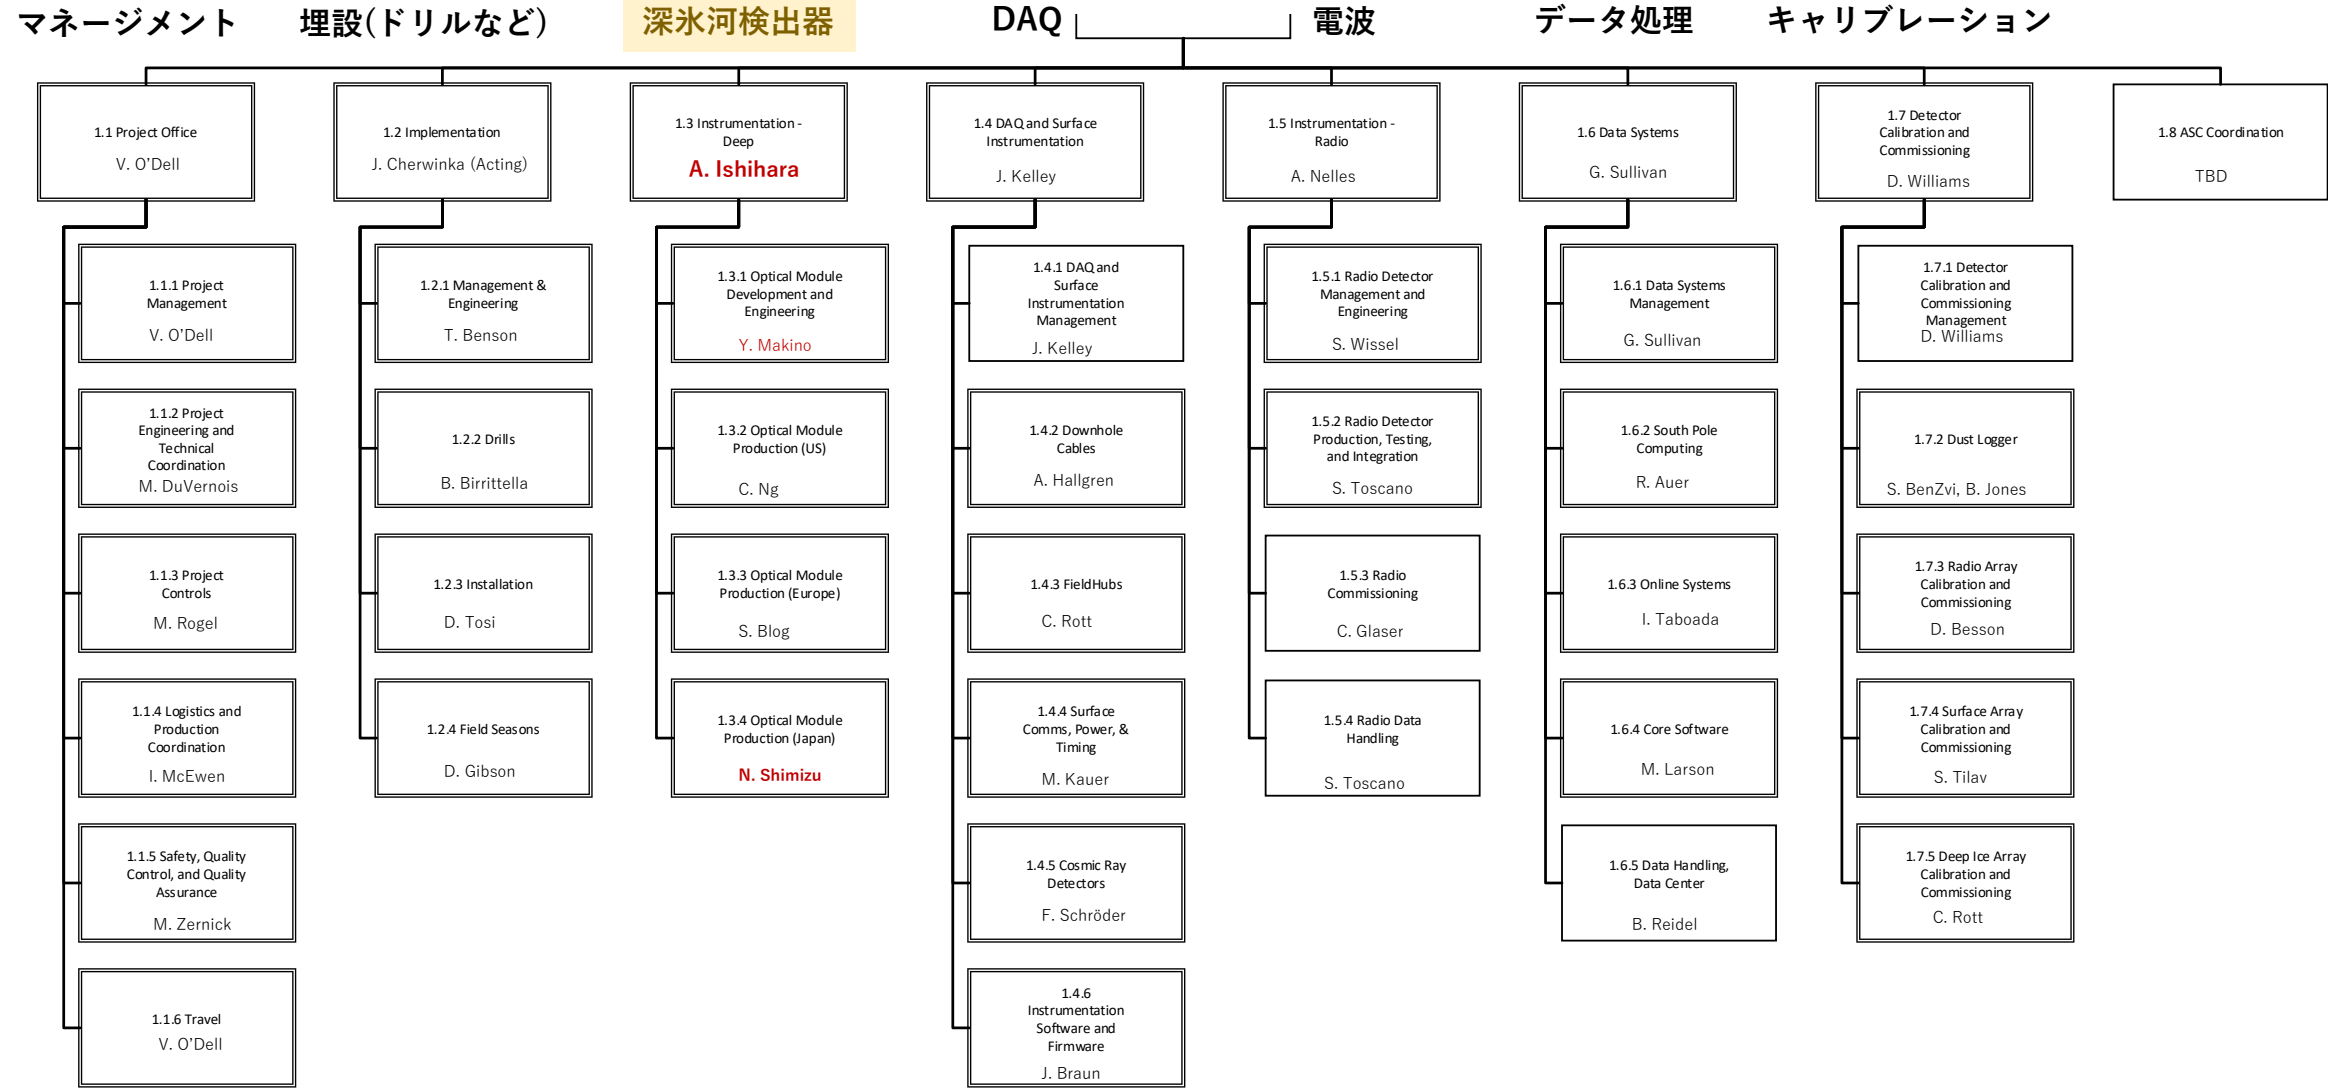 マネージメント
埋設(ドリルなど)
深氷河検出器
DAQ
電波
データ処理
キャリブレーション
1.1 Project Office
V. O’Dell
1.2 Implementation
J. Cherwinka (Acting)
1.3 Instrumentation -
Deep
A. Ishihara
1.4 DAQ and Surface
Instrumentation
J. Kelley
1.5 Instrumentation -
Radio
A. Nelles
1.6 Data Systems
G. Sullivan
1.7 Detector
Calibration and
Commissioning
D. Williams
1.8 ASC Coordination
TBD
1.1.1 Project
Management
V. O’Dell
1.1.2 Project
Engineering and
Technical
Coordination
M. DuVernois
1.1.3 Project
Controls
M. Rogel
1.1.4 Logistics and
Production
Coordination
I. McEwen
1.1.5 Safety, Quality
Control, and Quality
Assurance
M. Zernick
1.1.6 Travel
V. O’Dell
1.2.1 Management &
Engineering
T. Benson
1.2.2 Drills
B. Birrittella
1.2.3 Installation
D. Tosi
1.2.4 Field Seasons
D. Gibson
1.3.1 Optical Module
Development and
Engineering
Y. Makino
1.3.2 Optical Module
Production (US)
C. Ng
1.3.3 Optical Module
Production (Europe)
S. Blog
1.3.4 Optical Module
Production (Japan)
N. Shimizu
1.4.1 DAQ and
Surface
Instrumentation
Management
J. Kelley
1.4.2 Downhole
Cables
A. Hallgren
1.4.3 FieldHubs
C. Rott
1.4.4 Surface
Comms, Power, &
Timing
M. Kauer
1.4.5 Cosmic Ray
Detectors
F. Schröder
1.4.6
Instrumentation
Software and
Firmware
J. Braun
1.5.1 Radio Detector
Management and
Engineering
S. Wissel
1.5.2 Radio Detector
Production, Testing,
and Integration
S. Toscano
1.5.3 Radio
Commissioning
C. Glaser
1.5.4 Radio Data
Handling
S. Toscano
1.6.1 Data Systems
Management
G. Sullivan
1.6.2 South Pole
Computing
R. Auer
1.6.3 Online Systems
I. Taboada
1.6.4 Core Software
M. Larson
1.6.5 Data Handling,
Data Center
B. Reidel
1.7.1 Detector
Calibration and
Commissioning
Management
D. Williams
1.7.2 Dust Logger
S. BenZvi, B. Jones
1.7.3 Radio Array
Calibration and
Commissioning
D. Besson
1.7.4 Surface Array
Calibration and
Commissioning
S. Tilav
1.7.5 Deep Ice Array
Calibration and
Commissioning
C. Rott